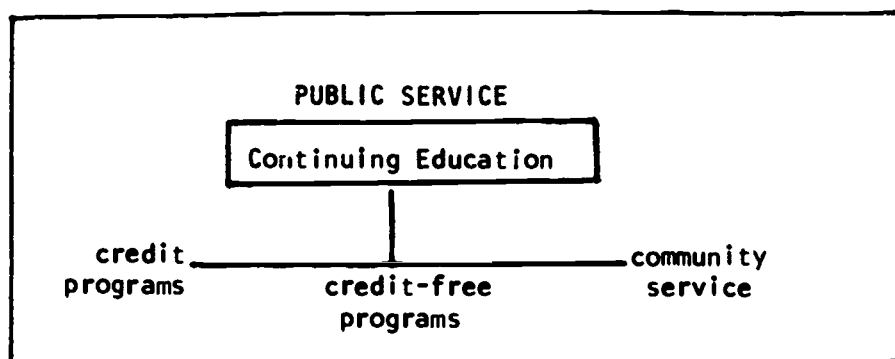 PUBLIC SERVICE
Continuing Education
credit
programs
credit-free
programs
community
service